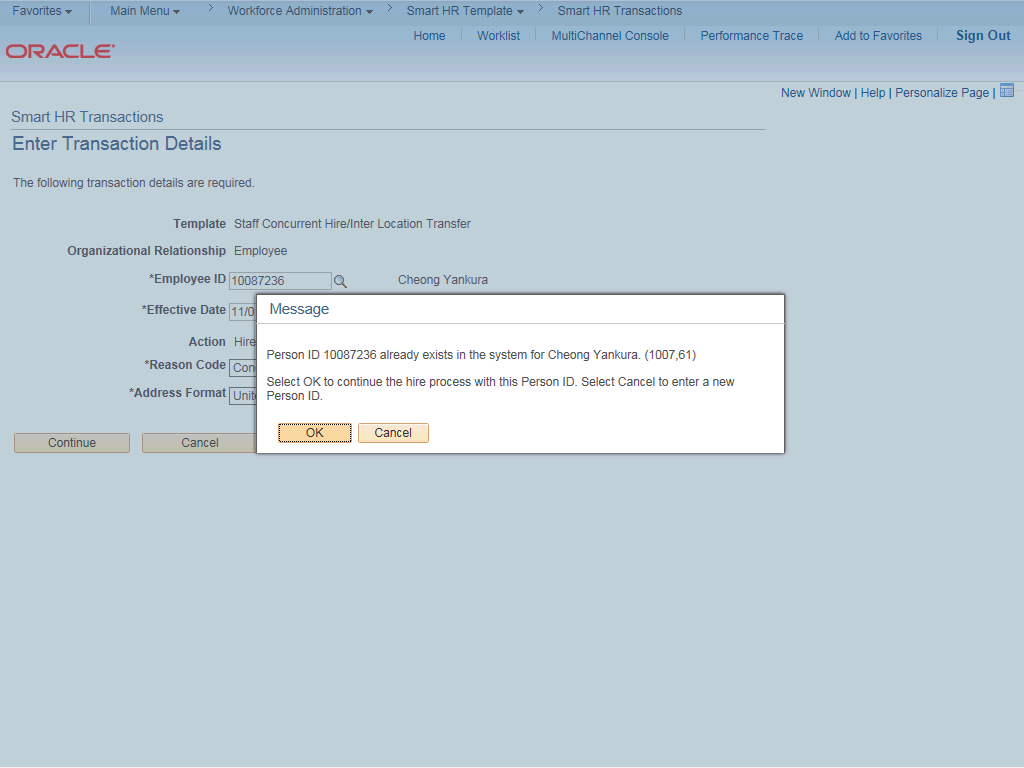 Favorites Main Menu > Workforce Administration > Smart HR Template > Smart HR Transactions
Home Worklist MultiChannel Console Performance Trace Add to Favorites Sign Out
ORACLE
New Window | Help | Personalize Page |
Smart HR Transactions
Enter Transaction Details
The following transaction details are required.
Template Staff Concurrent Hire/Inter Location Transfer
Organizational Relationship Employee
*Employee ID 10087236 Cheong Yankura
*Effective Date 11/0
Action Hire
*Reason Code Con
*Address Format Unit
Continue Cancel
Message
Person ID 10087236 already exists in the system for Cheong Yankura. (1007,61)
Select OK to continue the hire process with this Person ID. Select Cancel to enter a new
Person ID.
OK Cancel